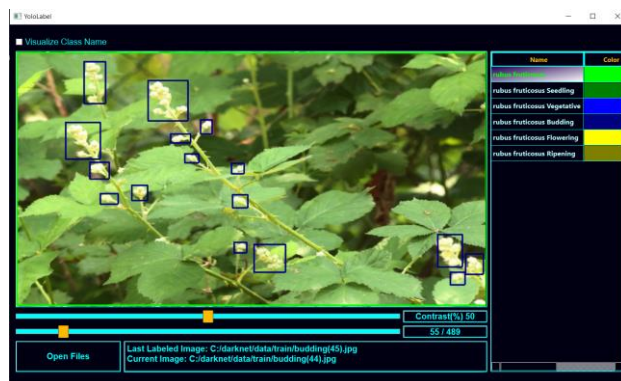 YoloLabel
Visualize Class Name
Name Color
rubus fruticosus
rubus fruticosus Seedling
rubus fruticosus Vegetative
rubus fruticosus Budding
rubus fruticosus Flowering
rubus fruticosus Ripening
Contrast(%) 50
55 / 489
Open Files
Last Labeled Image: C:/darknet/data/train/budding(45).jpg
Current Image: C:/darknet/data/train/budding(44).jpg